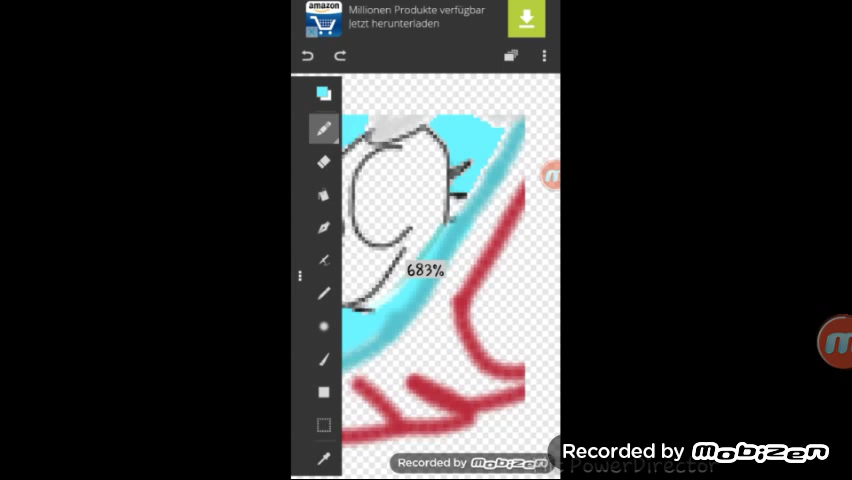 amazon
Millionen Produkte verfügbar
Jetzt herunterladen
683%
Recorded by mobizen
Recorded by mobizen
PowerDirector